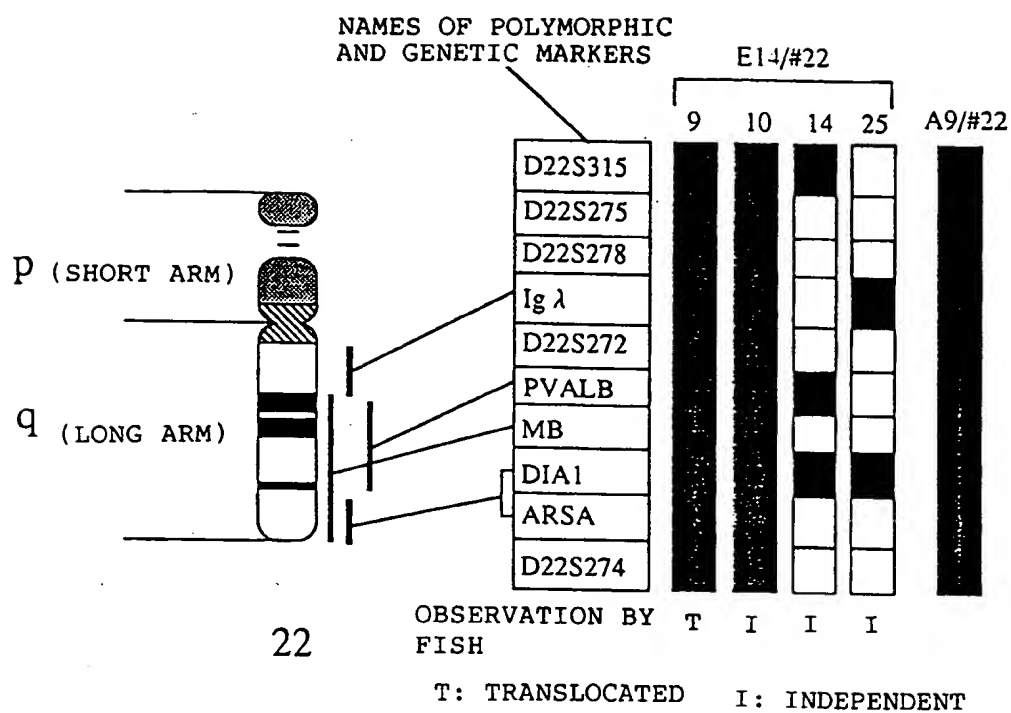 NAMES OF POLYMORPHIC
AND GENETIC MARKERS
E14/#22
9 10 14 25 A9/#22
D22S315
D22S275
D22S278
p (SHORT ARM)
Ig λ
D22S272
PVALB
q (LONG ARM)
MB
DIA1
ARSA
D22S274
OBSERVATION BY
FISH
T I I I
22
T: TRANSLOCATED I: INDEPENDENT